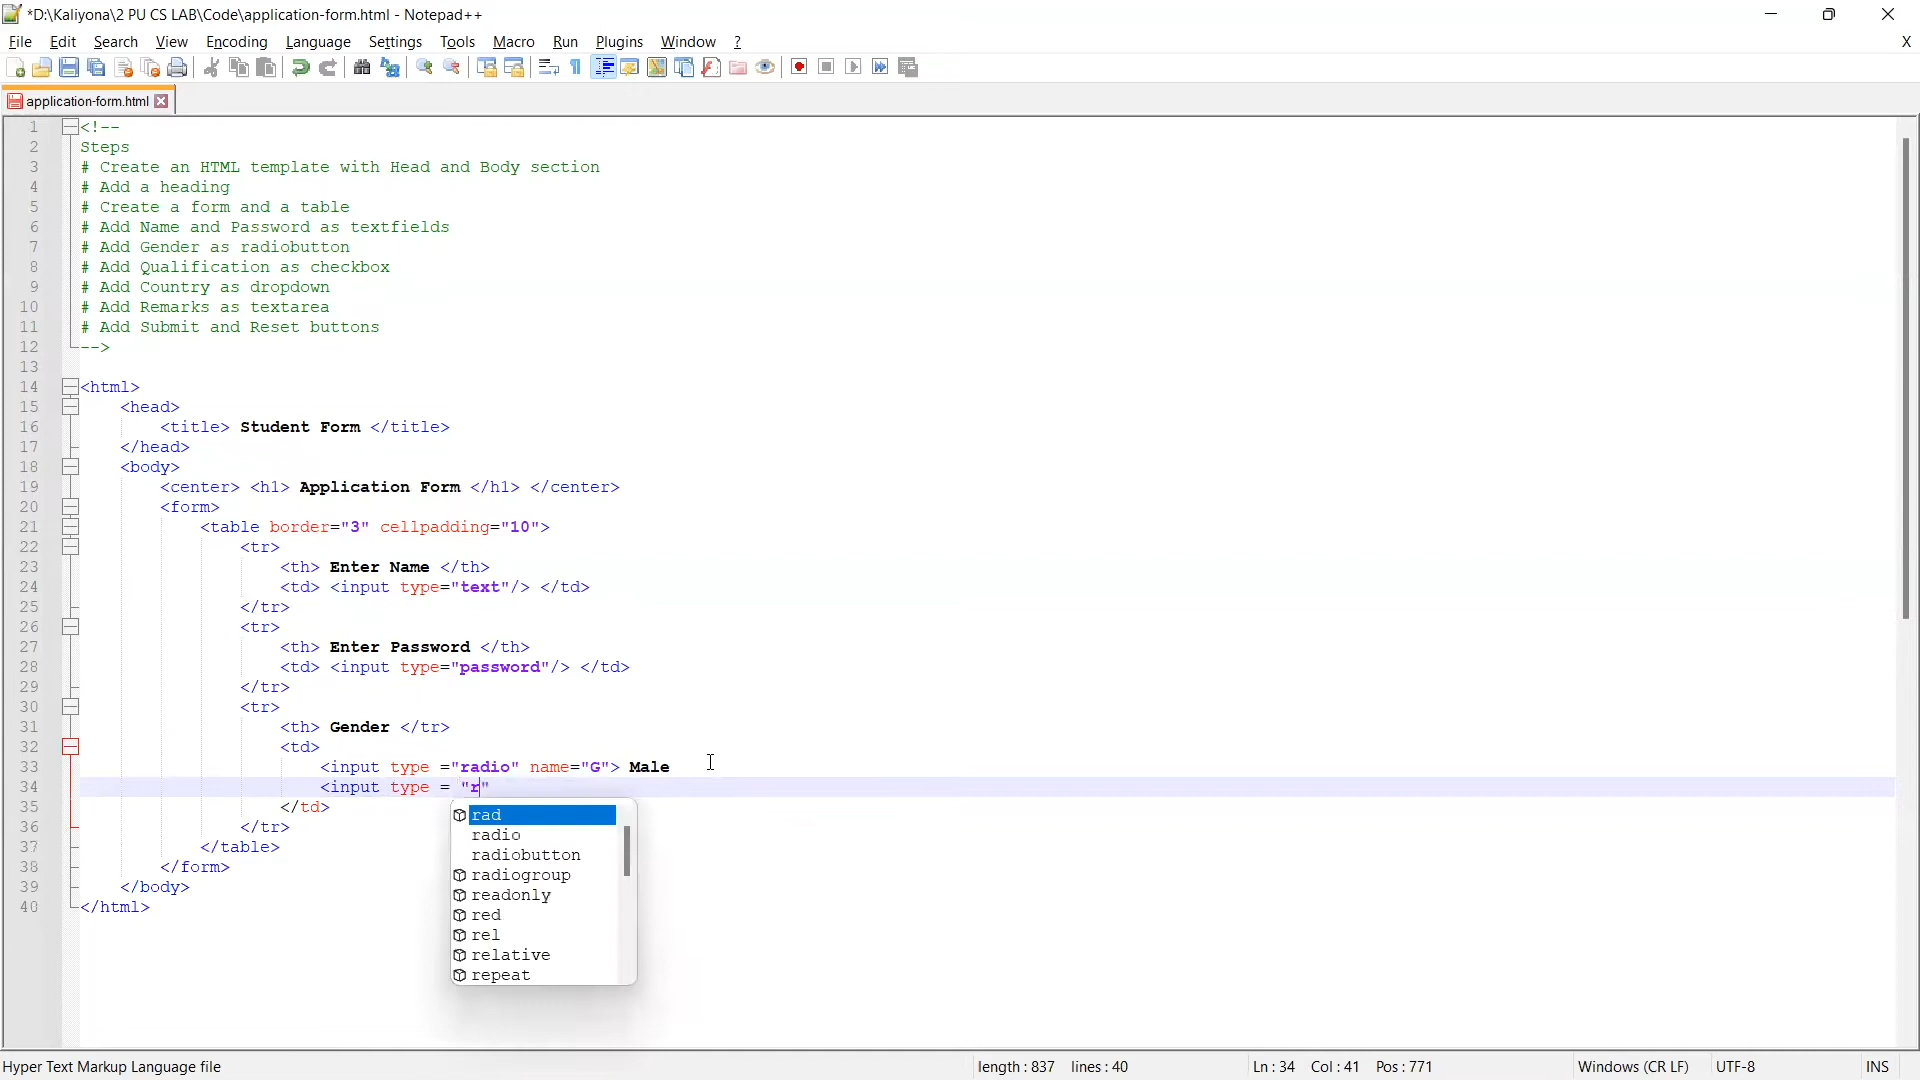 *D:\Kaliyona\2 PU CS LAB\Code\application-form.html - Notepad++
File Edit Search View Encoding Language Settings Tools Macro Run Plugins Window ? X
application-form.html
1 <!--
2 Steps
3 # Create an HTML template with Head and Body section
4 # Add a heading
5 # Create a form and a table
6 # Add Name and Password as textfields
7 # Add Gender as radiobutton
8 # Add Qualification as checkbox
9 # Add Country as dropdown
10 # Add Remarks as textarea
11 # Add Submit and Reset buttons
12 -->
13
14 <html>
15 <head>
16 <title> Student Form </title>
17 </head>
18 <body>
19 <center> <h1> Application Form </h1> </center>
20 <form>
21 <table border="3" cellpadding="10">
22 <tr>
23 <th> Enter Name </th>
24 <td> <input type="text"/> </td>
25 </tr>
26 <tr>
27 <th> Enter Password </th>
28 <td> <input type="password"/> </td>
29 </tr>
30 <tr>
31 <th> Gender </tr>
32 <td>
33 <input type ="radio" name="G"> Male
34 <input type = "r"
35 </td>
36 </tr>
37 </table>
38 </form>
39 </body>
40 </html>
rad
radio
radiobutton
radiogroup
readonly
red
rel
relative
repeat
Hyper Text Markup Language file length : 837 lines : 40 Ln : 34 Col : 41 Pos : 771 Windows (CR LF) UTF-8 INS